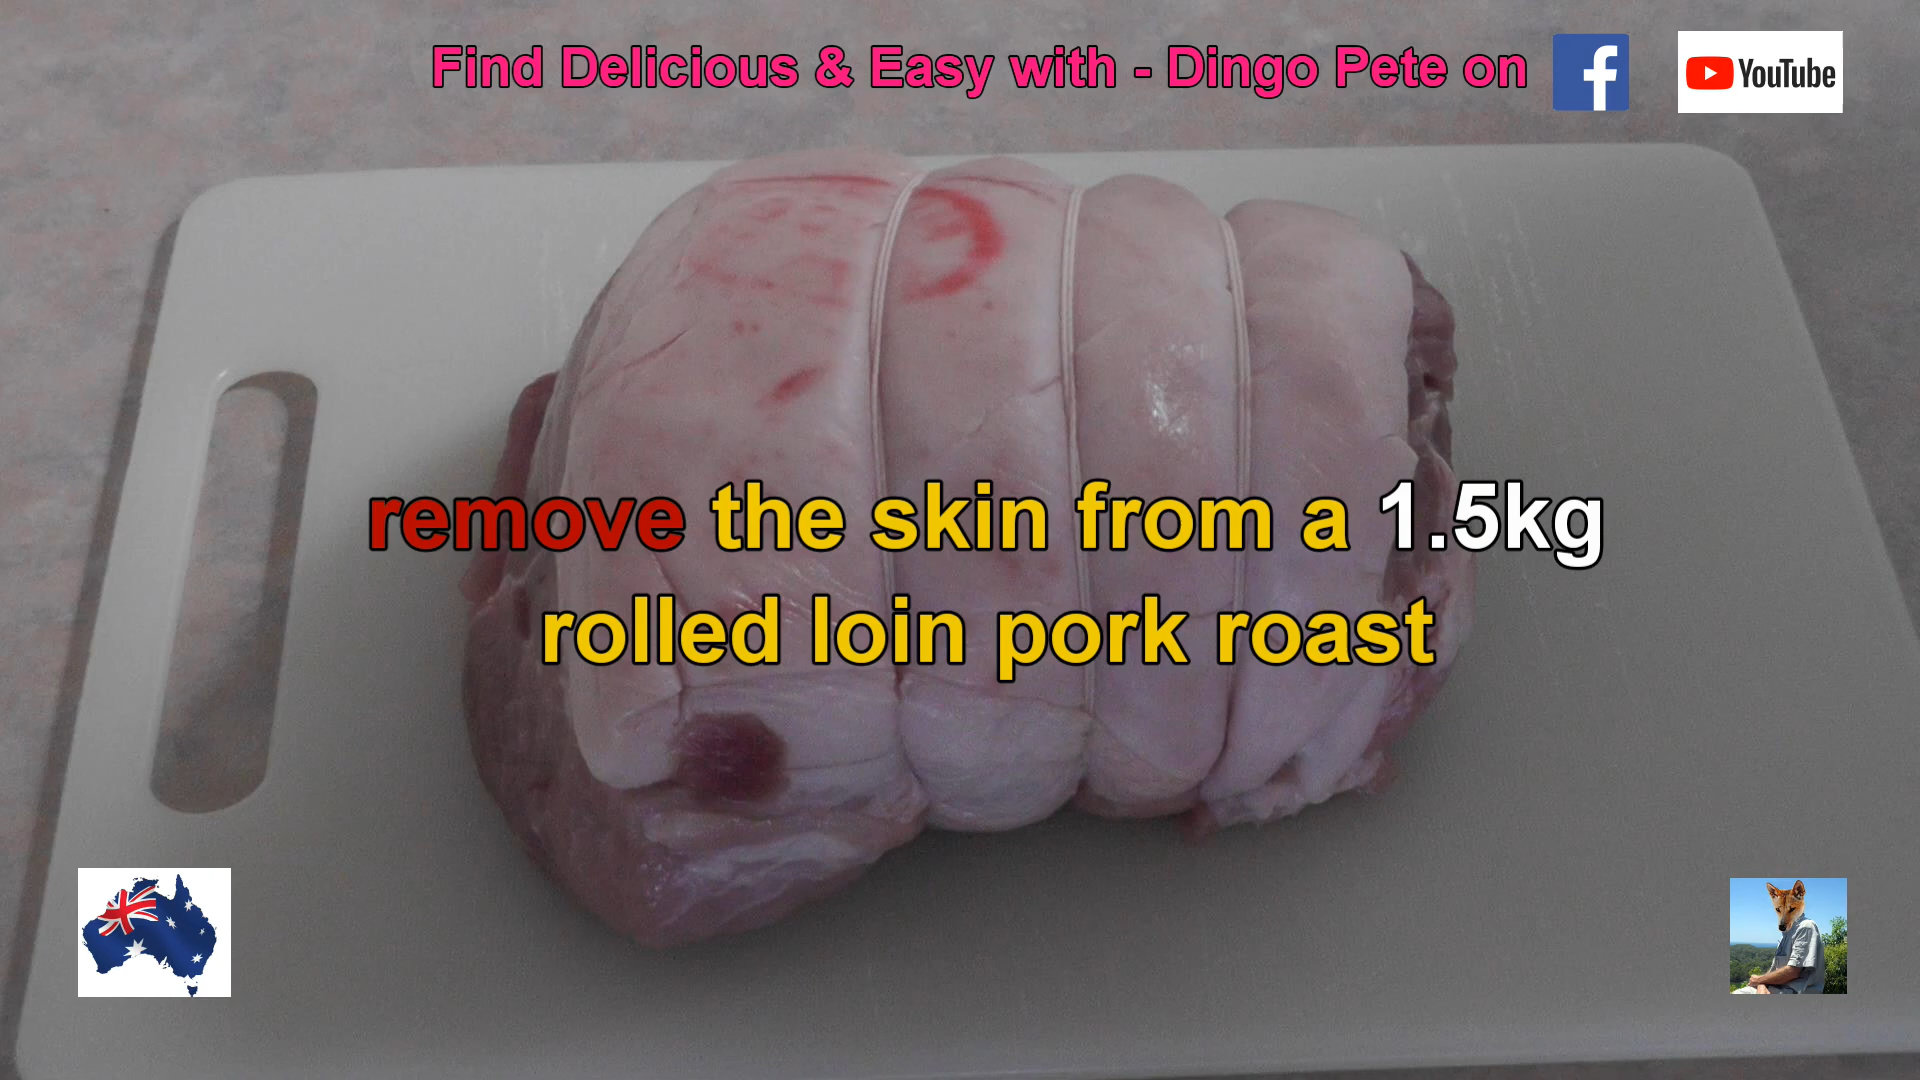 Find Delicious & Easy with - Dingo Pete on
YouTube
remove the skin from a 1.5kg
rolled loin pork roast